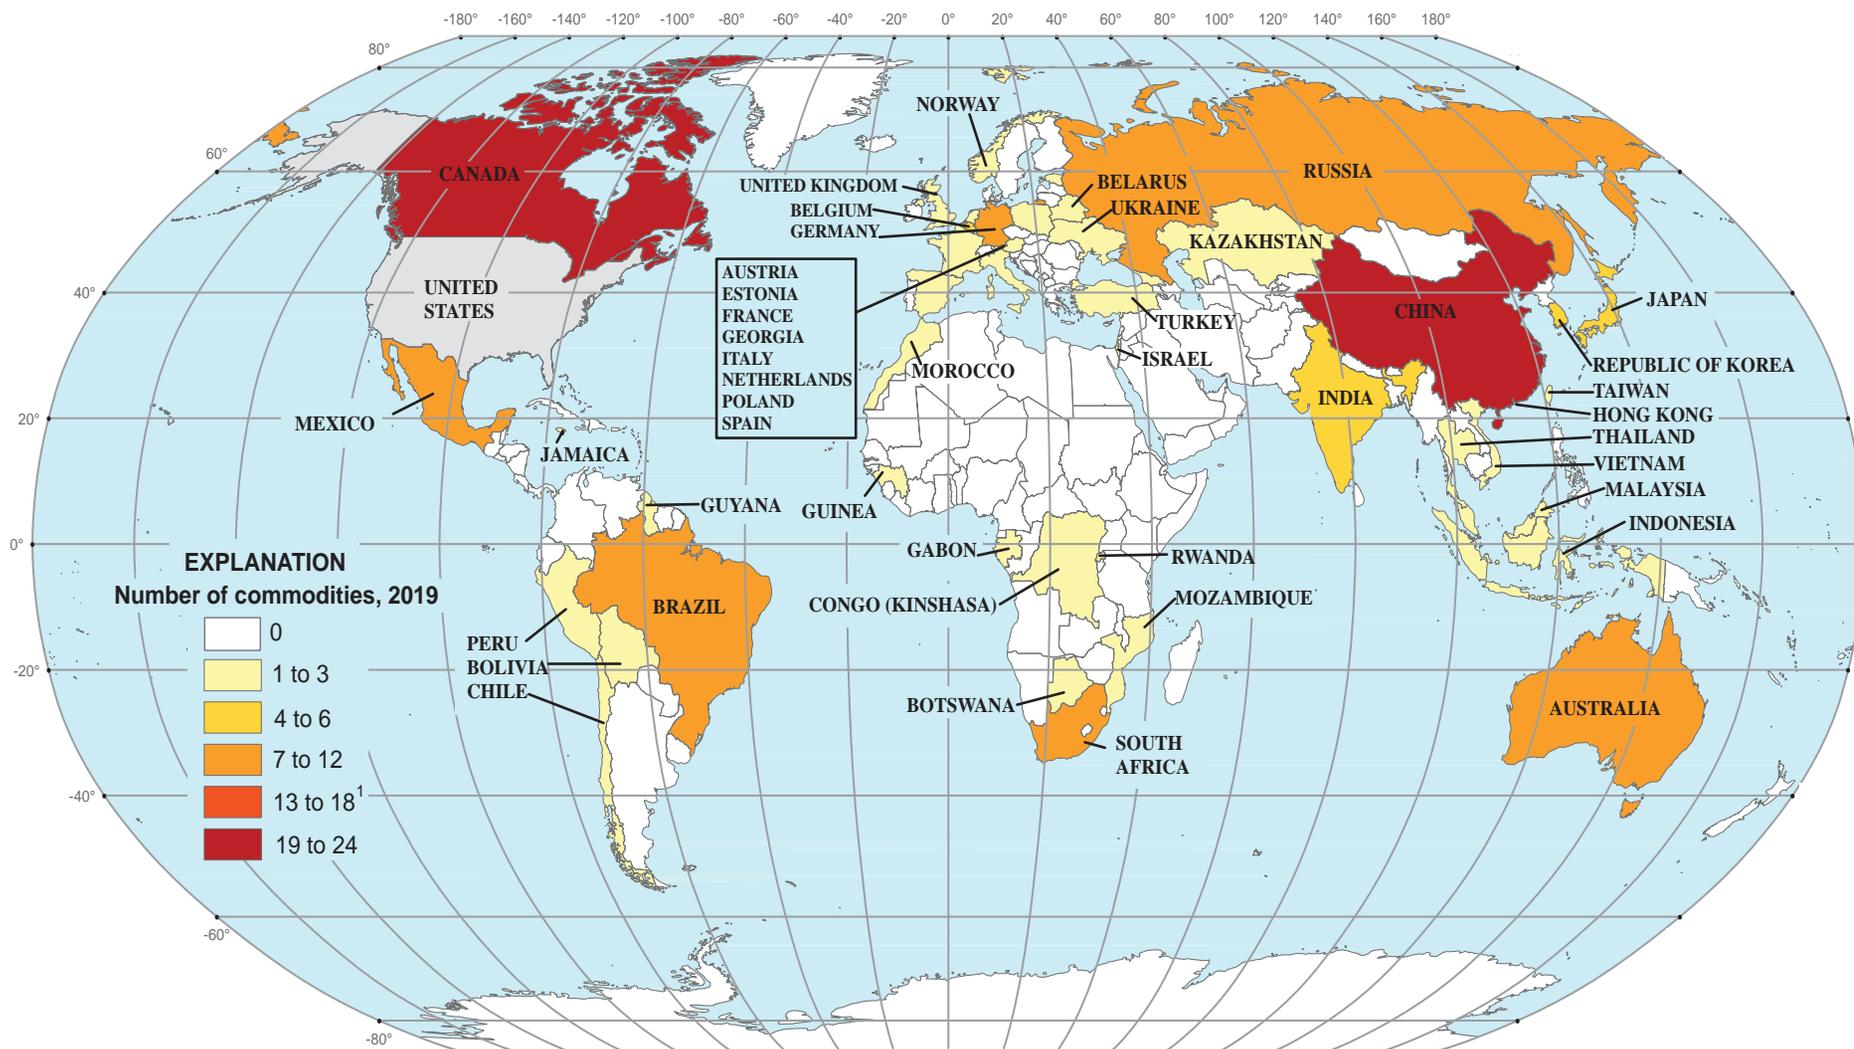 -180° -160° -140° -120° -100° -80° -60° -40° -20° 0° 20° 40° 60° 80° 100° 120° 140° 160° 180°
80°
NORWAY
60°
CANADA
RUSSIA
UNITED KINGDOM
BELARUS
BELGIUM
UKRAINE
GERMANY
KAZAKHSTAN
AUSTRIA
ESTONIA
FRANCE
GEORGIA
ITALY
NETHERLANDS
POLAND
SPAIN
UNITED
STATES
40°
CHINA
JAPAN
TURKEY
ISRAEL
REPUBLIC OF KOREA
MOROCCO
TAIWAN
INDIA
HONG KONG
20°
MEXICO
THAILAND
JAMAICA
VIETNAM
MALAYSIA
GUYANA
GUINEA
INDONESIA
0°
GABON
RWANDA
EXPLANATION
Number of commodities, 2019
0
1 to 3
4 to 6
7 to 12
13 to 18¹
19 to 24
CONGO (KINSHASA)
MOZAMBIQUE
BRAZIL
PERU
BOLIVIA
CHILE
-20°
BOTSWANA
AUSTRALIA
SOUTH
AFRICA
-40°
-60°
-80°